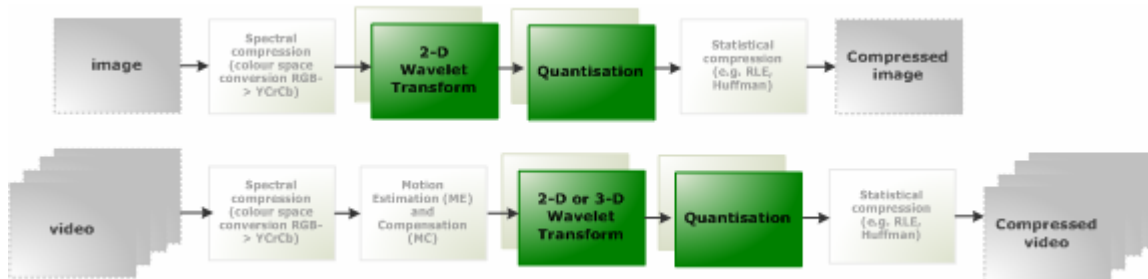 image
Spectral
compression
(colour space
conversion RGB-
> YCrCb)
2-D
Wavelet
Transform
Quantisation
Statistical
compression
(e.g. RLE,
Huffman)
Compressed
image
video
Spectral
compression
(colour space
conversion RGB-
> YCrCb)
Motion
Estimation (ME)
and
Compensation
(MC)
2-D or 3-D
Wavelet
Transform
Quantisation
Statistical
compression
(e.g. RLE,
Huffman)
Compressed
video